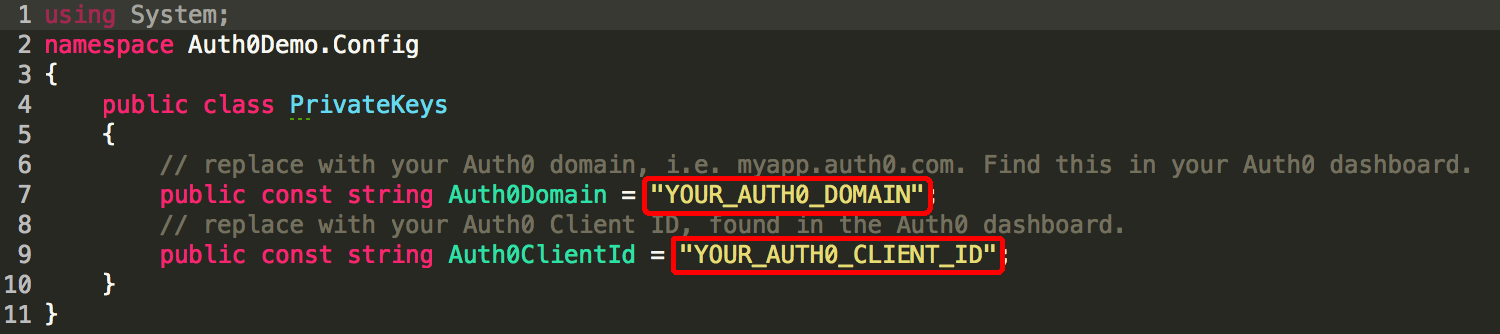 1 using System;
2 namespace Auth0Demo.Config
3 {
4 public class PrivateKeys
5 {
6 // replace with your Auth0 domain, i.e. myapp.auth0.com. Find this in your Auth0 dashboard.
7 public const string Auth0Domain = "YOUR_AUTH0_DOMAIN";
8 // replace with your Auth0 Client ID, found in the Auth0 dashboard.
9 public const string Auth0ClientId = "YOUR_AUTH0_CLIENT_ID";
10 }
11 }